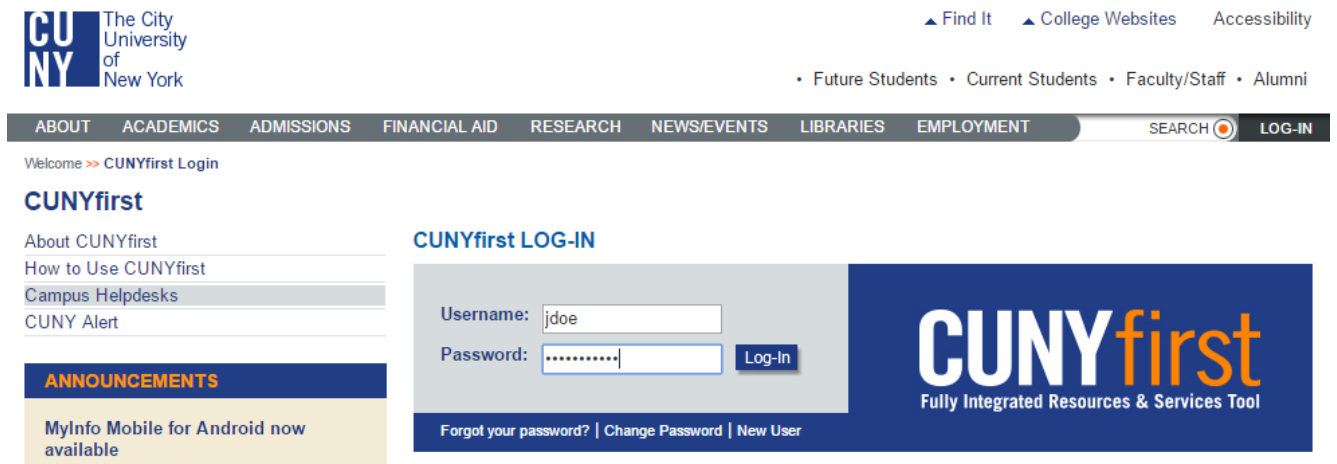 CU
NY
The City
University
of
New York
Find It College Websites Accessibility
• Future Students • Current Students • Faculty/Staff • Alumni
ABOUT ACADEMICS ADMISSIONS FINANCIAL AID RESEARCH NEWS/EVENTS LIBRARIES EMPLOYMENT SEARCH LOG-IN
Welcome >> CUNYfirst Login
CUNYfirst
About CUNYfirst
How to Use CUNYfirst
Campus Helpdesks
CUNY Alert
ANNOUNCEMENTS
MyInfo Mobile for Android now
available
CUNYfirst LOG-IN
Username: jdoe
Password: •••••••••••
Log-In
CUNYfirst
Fully Integrated Resources & Services Tool
Forgot your password? | Change Password | New User